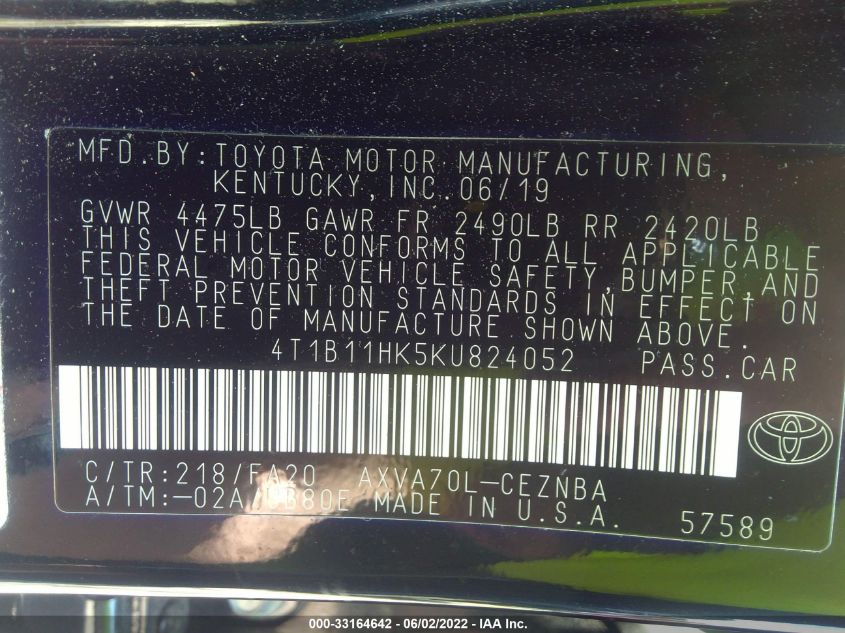 MFD.BY:TOYOTA MOTOR MANUFACTURING,
KENTUCKY,INC.06/19
GVWR 4475LB GAWR FR 2490LB RR 2420LB
THIS VEHICLE CONFORMS TO ALL APPLICABLE
FEDERAL MOTOR VEHICLE SAFETY,BUMPER,AND
THEFT PREVENTION STANDARDS IN EFFECT ON
THE DATE OF MANUFACTURE SHOWN ABOVE.
4T1B11HK5KU824052 PASS.CAR
C/TR:218/FA20 AXVA70L-CEZNBA
A/TM:-02A/UB80E MADE IN U.S.A. 57589
000-33164642 - 06/02/2022 - IAA Inc.